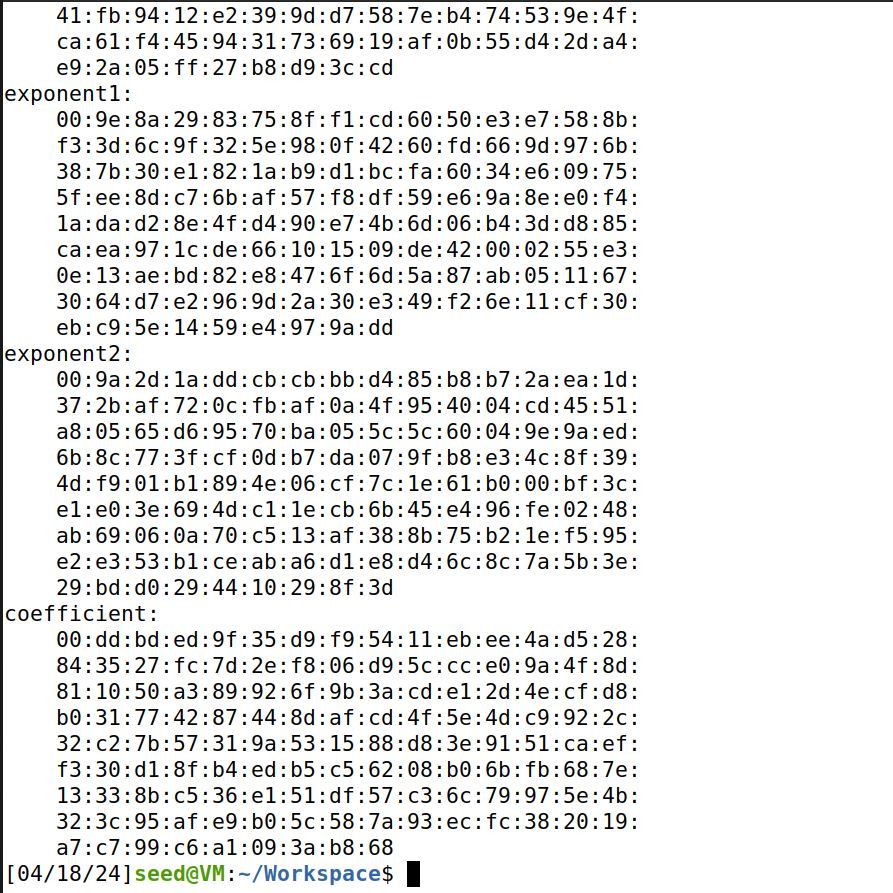 41:fb:94:12:e2:39:9d:d7:58:7e:b4:74:53:9e:4f:
ca:61:f4:45:94:31:73:69:19:af:0b:55:d4:2d:a4:
e9:2a:05:ff:27:b8:d9:3c:cd
exponent1:
00:9e:8a:29:83:75:8f:f1:cd:60:50:e3:e7:58:8b:
f3:3d:6c:9f:32:5e:98:0f:42:60:fd:66:9d:97:6b:
38:7b:30:e1:82:1a:b9:d1:bc:fa:60:34:e6:09:75:
5f:ee:8d:c7:6b:af:57:f8:df:59:e6:9a:8e:e0:f4:
1a:da:d2:8e:4f:d4:90:e7:4b:6d:06:b4:3d:d8:85:
ca:ea:97:1c:de:66:10:15:09:de:42:00:02:55:e3:
0e:13:ae:bd:82:e8:47:6f:6d:5a:87:ab:05:11:67:
30:64:d7:e2:96:9d:2a:30:e3:49:f2:6e:11:cf:30:
eb:c9:5e:14:59:e4:97:9a:dd
exponent2:
00:9a:2d:1a:dd:cb:cb:bb:d4:85:b8:b7:2a:ea:1d:
37:2b:af:72:0c:fb:af:0a:4f:95:40:04:cd:45:51:
a8:05:65:d6:95:70:ba:05:5c:5c:60:04:9e:9a:ed:
6b:8c:77:3f:cf:0d:b7:da:07:9f:b8:e3:4c:8f:39:
4d:f9:01:b1:89:4e:06:cf:7c:1e:61:b0:00:bf:3c:
e1:e0:3e:69:4d:c1:1e:cb:6b:45:e4:96:fe:02:48:
ab:69:06:0a:70:c5:13:af:38:8b:75:b2:1e:f5:95:
e2:e3:53:b1:ce:ab:a6:d1:e8:d4:6c:8c:7a:5b:3e:
29:bd:d0:29:44:10:29:8f:3d
coefficient:
00:dd:bd:ed:9f:35:d9:f9:54:11:eb:ee:4a:d5:28:
84:35:27:fc:7d:2e:f8:06:d9:5c:cc:e0:9a:4f:8d:
81:10:50:a3:89:92:6f:9b:3a:cd:e1:2d:4e:cf:d8:
b0:31:77:42:87:44:8d:af:cd:4f:5e:4d:c9:92:2c:
32:c2:7b:57:31:9a:53:15:88:d8:3e:91:51:ca:ef:
f3:30:d1:8f:b4:ed:b5:c5:62:08:b0:6b:fb:68:7e:
13:33:8b:c5:36:e1:51:df:57:c3:6c:79:97:5e:4b:
32:3c:95:af:e9:b0:5c:58:7a:93:ec:fc:38:20:19:
a7:c7:99:c6:a1:09:3a:b8:68
[04/18/24]seed@VM:~/Workspace$